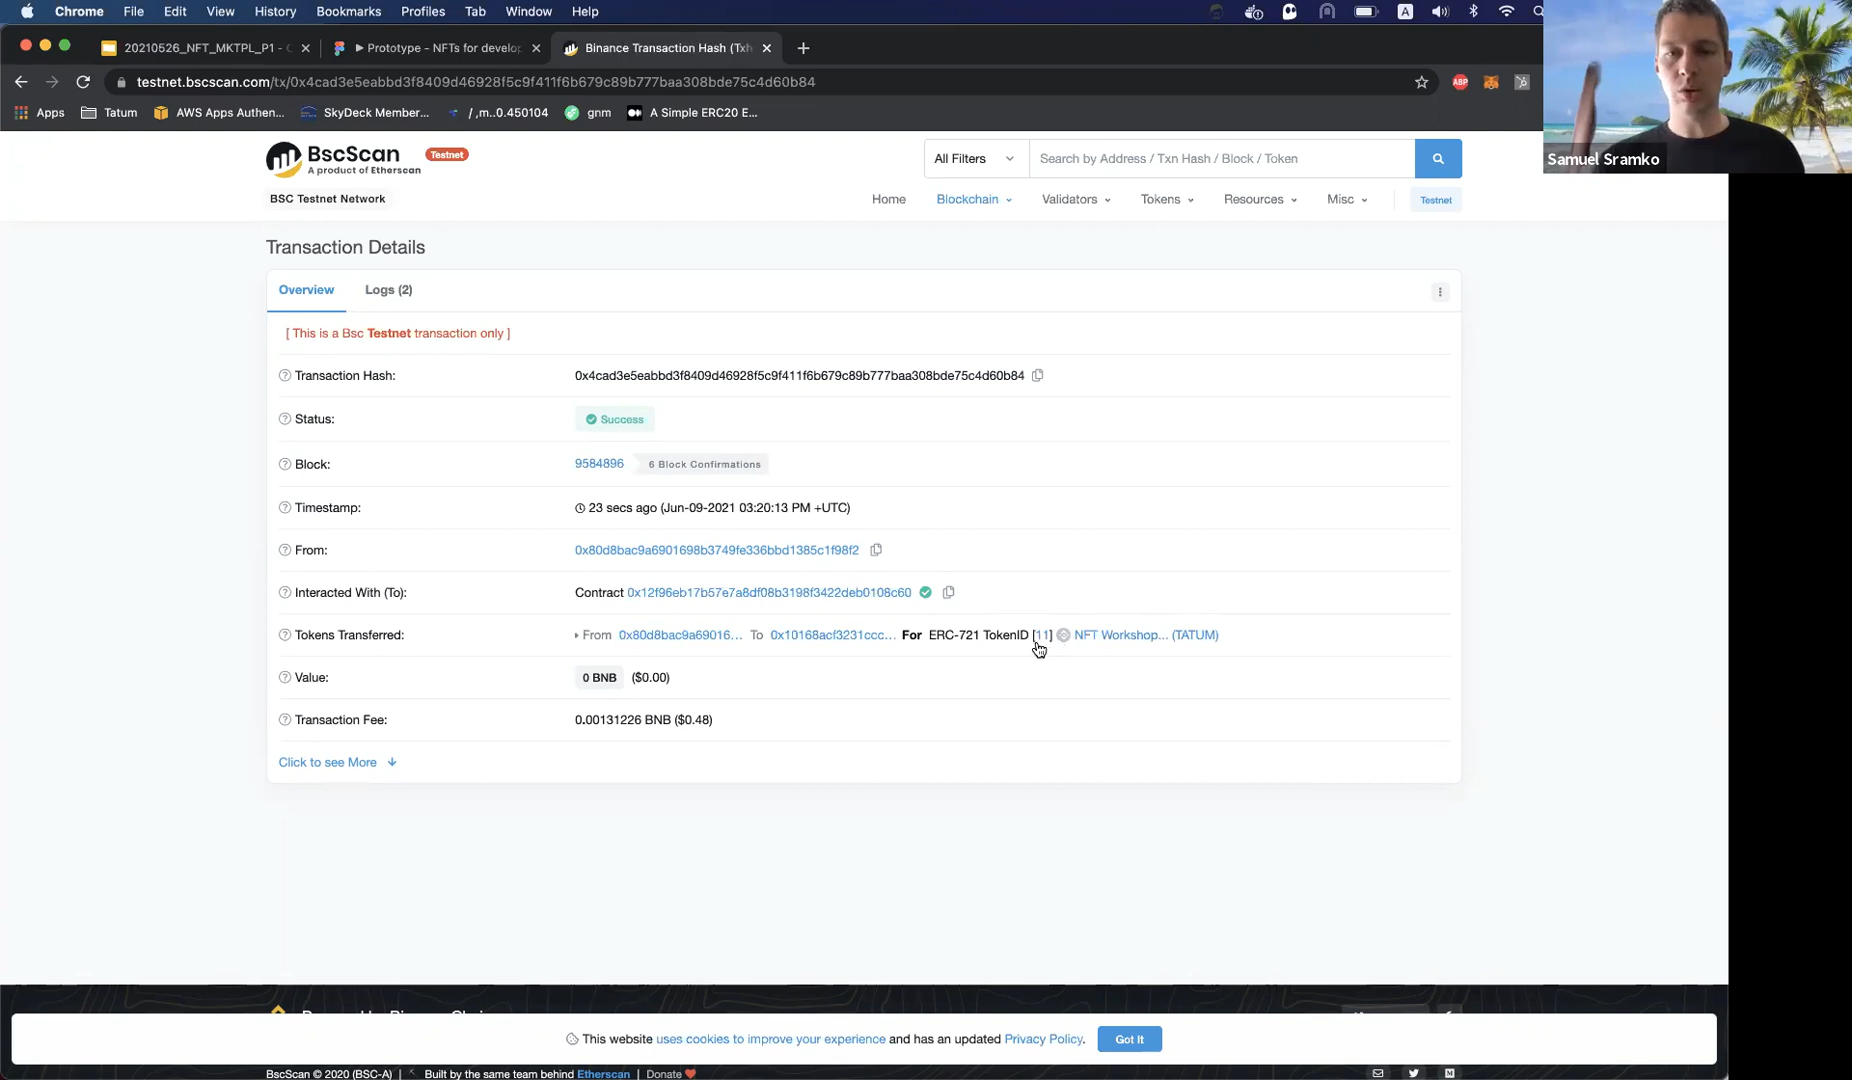 Chrome File Edit View History Bookmarks Profiles Tab Window Help
20210526_NFT_MKTPL_P1 -
Prototype – NFTs for develop
Binance Transaction Hash (Txh
testnet.bscscan.com/tx/0x4cad3e5eabbd3f8409d46928f5c9f411f6b679c89b777baa308bde75c4d60b84
ABP
Apps Tatum AWS Apps Authen... SkyDeck Member... /,m..0.450104 gnm A Simple ERC20 E...
Samuel Sramko
BscScan Testnet
A product of Etherscan
BSC Testnet Network
All Filters Search by Address / Txn Hash / Block / Token
Home Blockchain Validators Tokens Resources Misc Testnet
Transaction Details
Overview Logs (2)
[ This is a Bsc Testnet transaction only ]
Transaction Hash: 0x4cad3e5eabbd3f8409d46928f5c9f411f6b679c89b777baa308bde75c4d60b84
Status: Success
Block: 9584896 6 Block Confirmations
Timestamp: 23 secs ago (Jun-09-2021 03:20:13 PM +UTC)
From: 0x80d8bac9a6901698b3749fe336bbd1385c1f98f2
Interacted With (To): Contract 0x12f96eb17b57e7a8df08b3198f3422deb0108c60
Tokens Transferred: From 0x80d8bac9a69016... To 0x10168acf3231ccc... For ERC-721 TokenID [11] NFT Workshop... (TATUM)
Value: 0 BNB ($0.00)
Transaction Fee: 0.00131226 BNB ($0.48)
Click to see More
This website uses cookies to improve your experience and has an updated Privacy Policy. Got It
BscScan © 2020 (BSC-A) | Built by the same team behind Etherscan | Donate